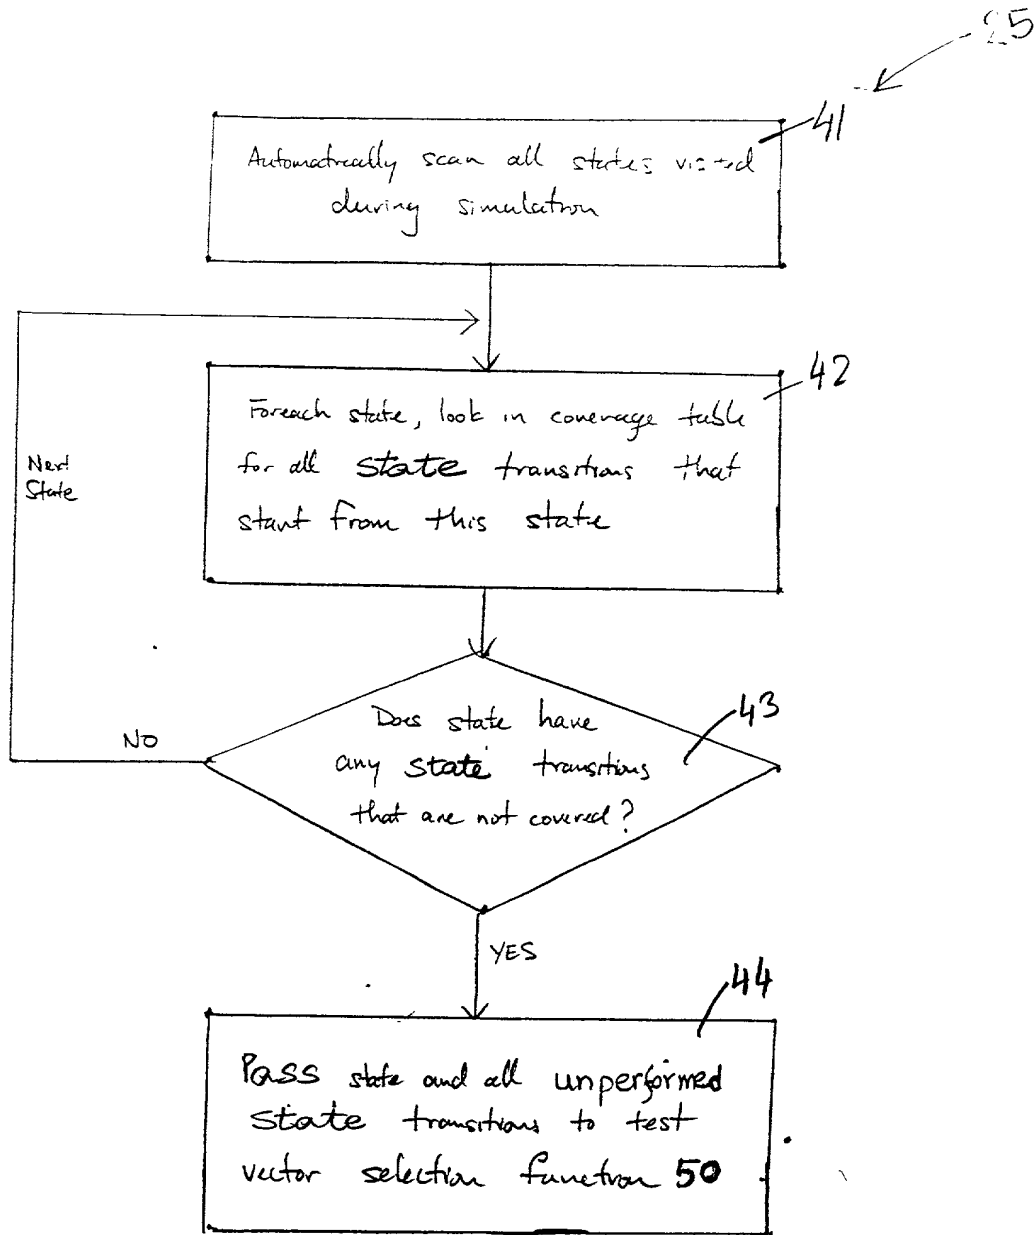 25
41
Automatically scan all states visited
during simulation
42
Foreach state, look in coverage table
for all state transitions that
start from this state
Next
State
43
Does state have
any state transitions
that are not covered?
NO
YES
44
Pass state and all unperformed
state transitions to test
vector selection function 50